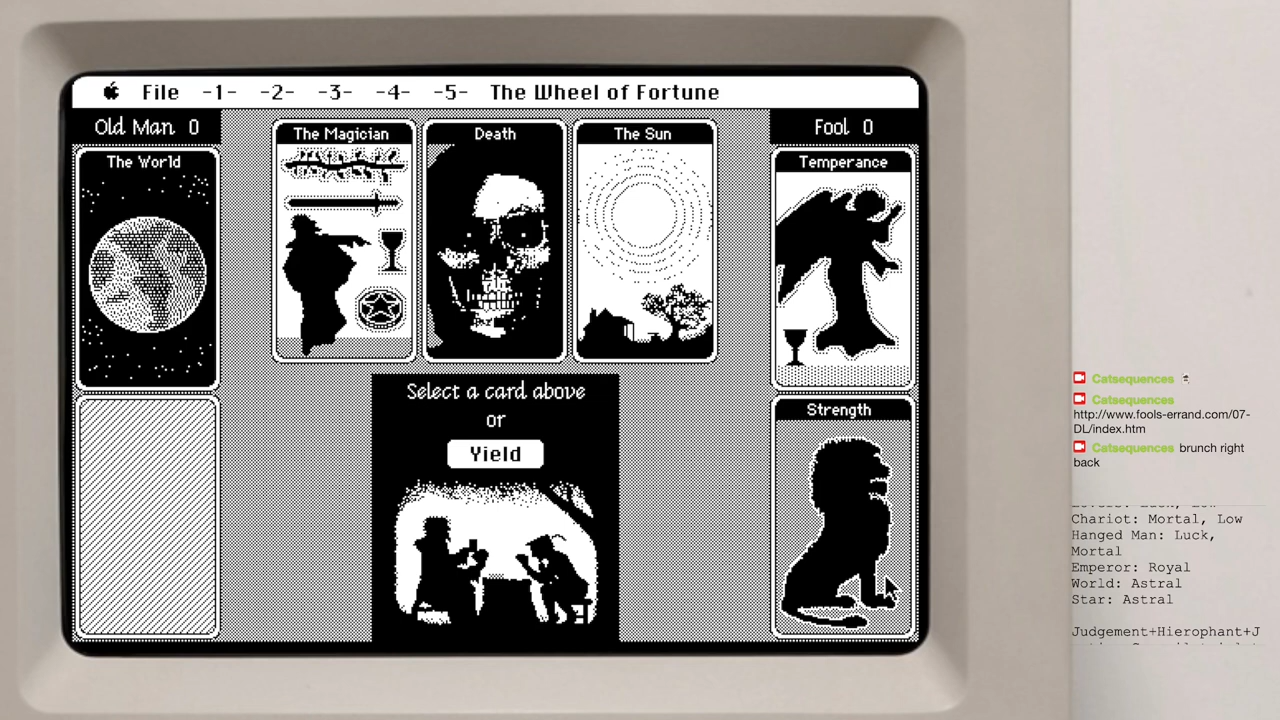 File -1- -2- -3- -4- -5- The Wheel of Fortune
Old Man 0
Fool 0
The World
The Magician
Death
The Sun
Temperance
Select a card above
or
Yield
Strength
Catsequences
Catsequences
http://www.fools-errand.com/07-
DL/index.htm
Catsequences brunch right
back
Chariot: Mortal, Low
Hanged Man: Luck,
Mortal
Emperor: Royal
World: Astral
Star: Astral
Judgement+Hierophant+J